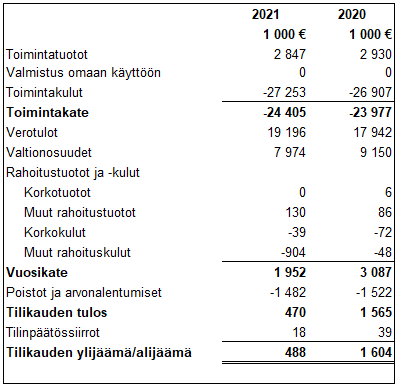 2021 2020
1 000 € 1 000 €
Toimintatuotot 2 847 2 930
Valmistus omaan käyttöön 0 0
Toimintakulut -27 253 -26 907
Toimintakate -24 405 -23 977
Verotulot 19 196 17 942
Valtionosuudet 7 974 9 150
Rahoitustuotot ja -kulut
Korkotuotot 0 6
Muut rahoitustuotot 130 86
Korkokulut -39 -72
Muut rahoituskulut -904 -48
Vuosikate 1 952 3 087
Poistot ja arvonalentumiset -1 482 -1 522
Tilikauden tulos 470 1 565
Tilinpäätössiirrot 18 39
Tilikauden ylijäämä/alijäämä 488 1 604